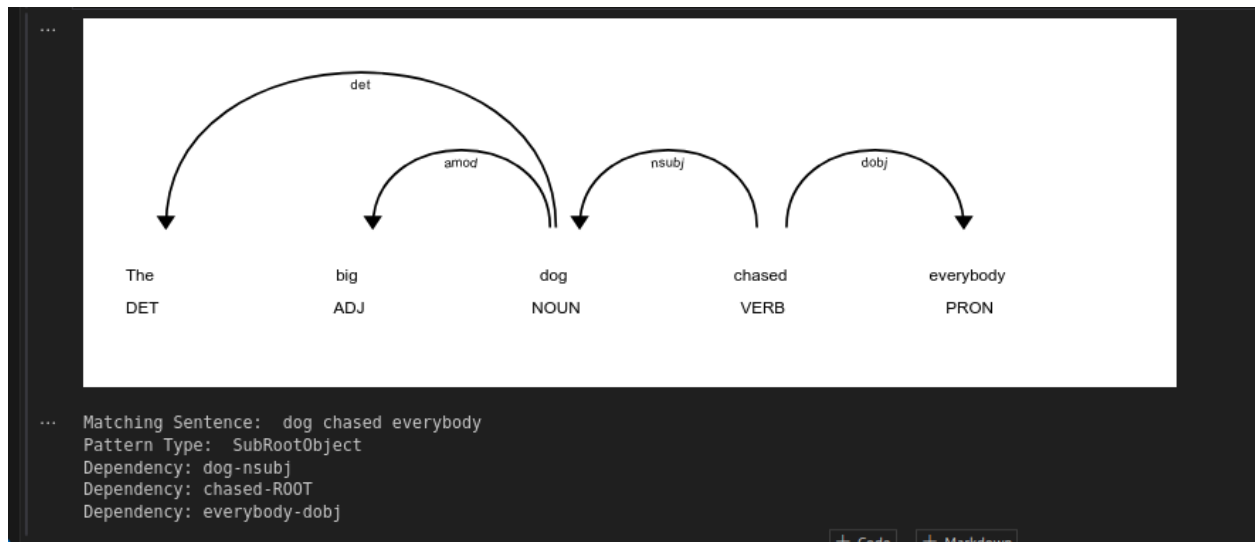 ...
det
amod nsubj dobj
The big dog chased everybody
DET ADJ NOUN VERB PRON
...
Matching Sentence:  dog chased everybody
Pattern Type:  SubRootObject
Dependency: dog-nsubj
Dependency: chased-ROOT
Dependency: everybody-dobj
+ Code + Markdown